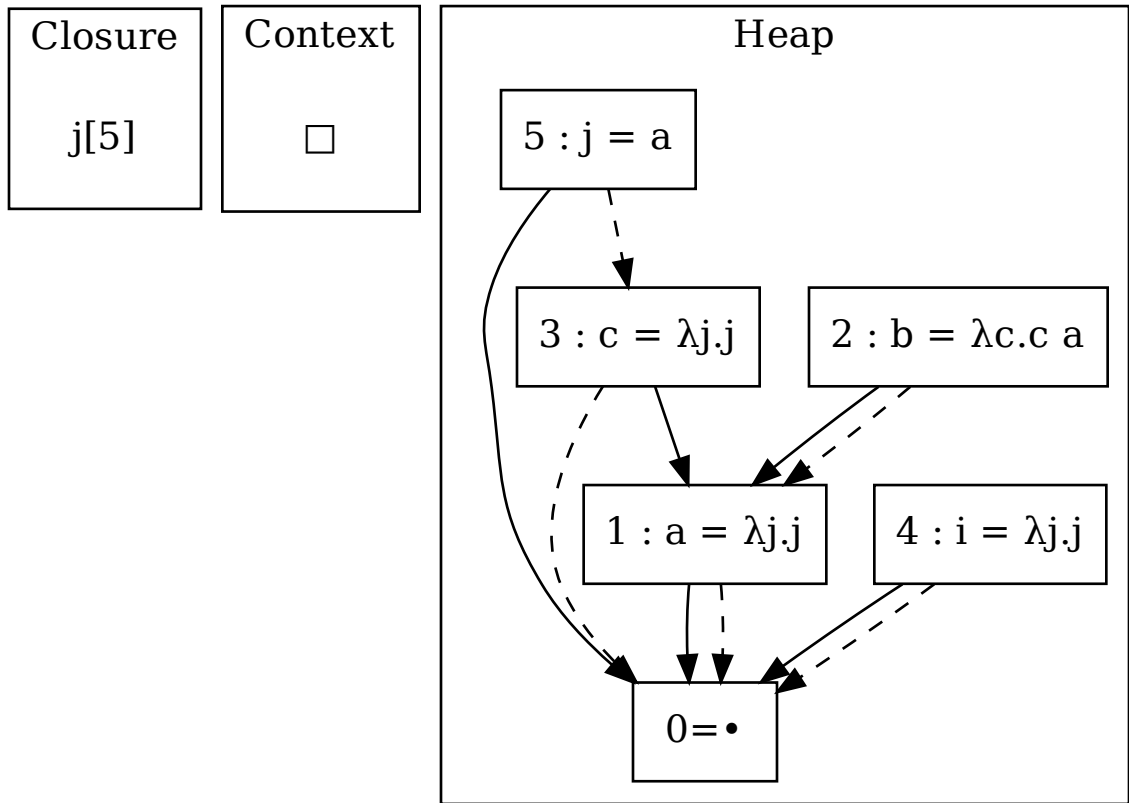 Closure
j[5]
Context
□
Heap
5 : j = a
3 : c = λj.j
2 : b = λc.c a
1 : a = λj.j
4 : i = λj.j
0=•